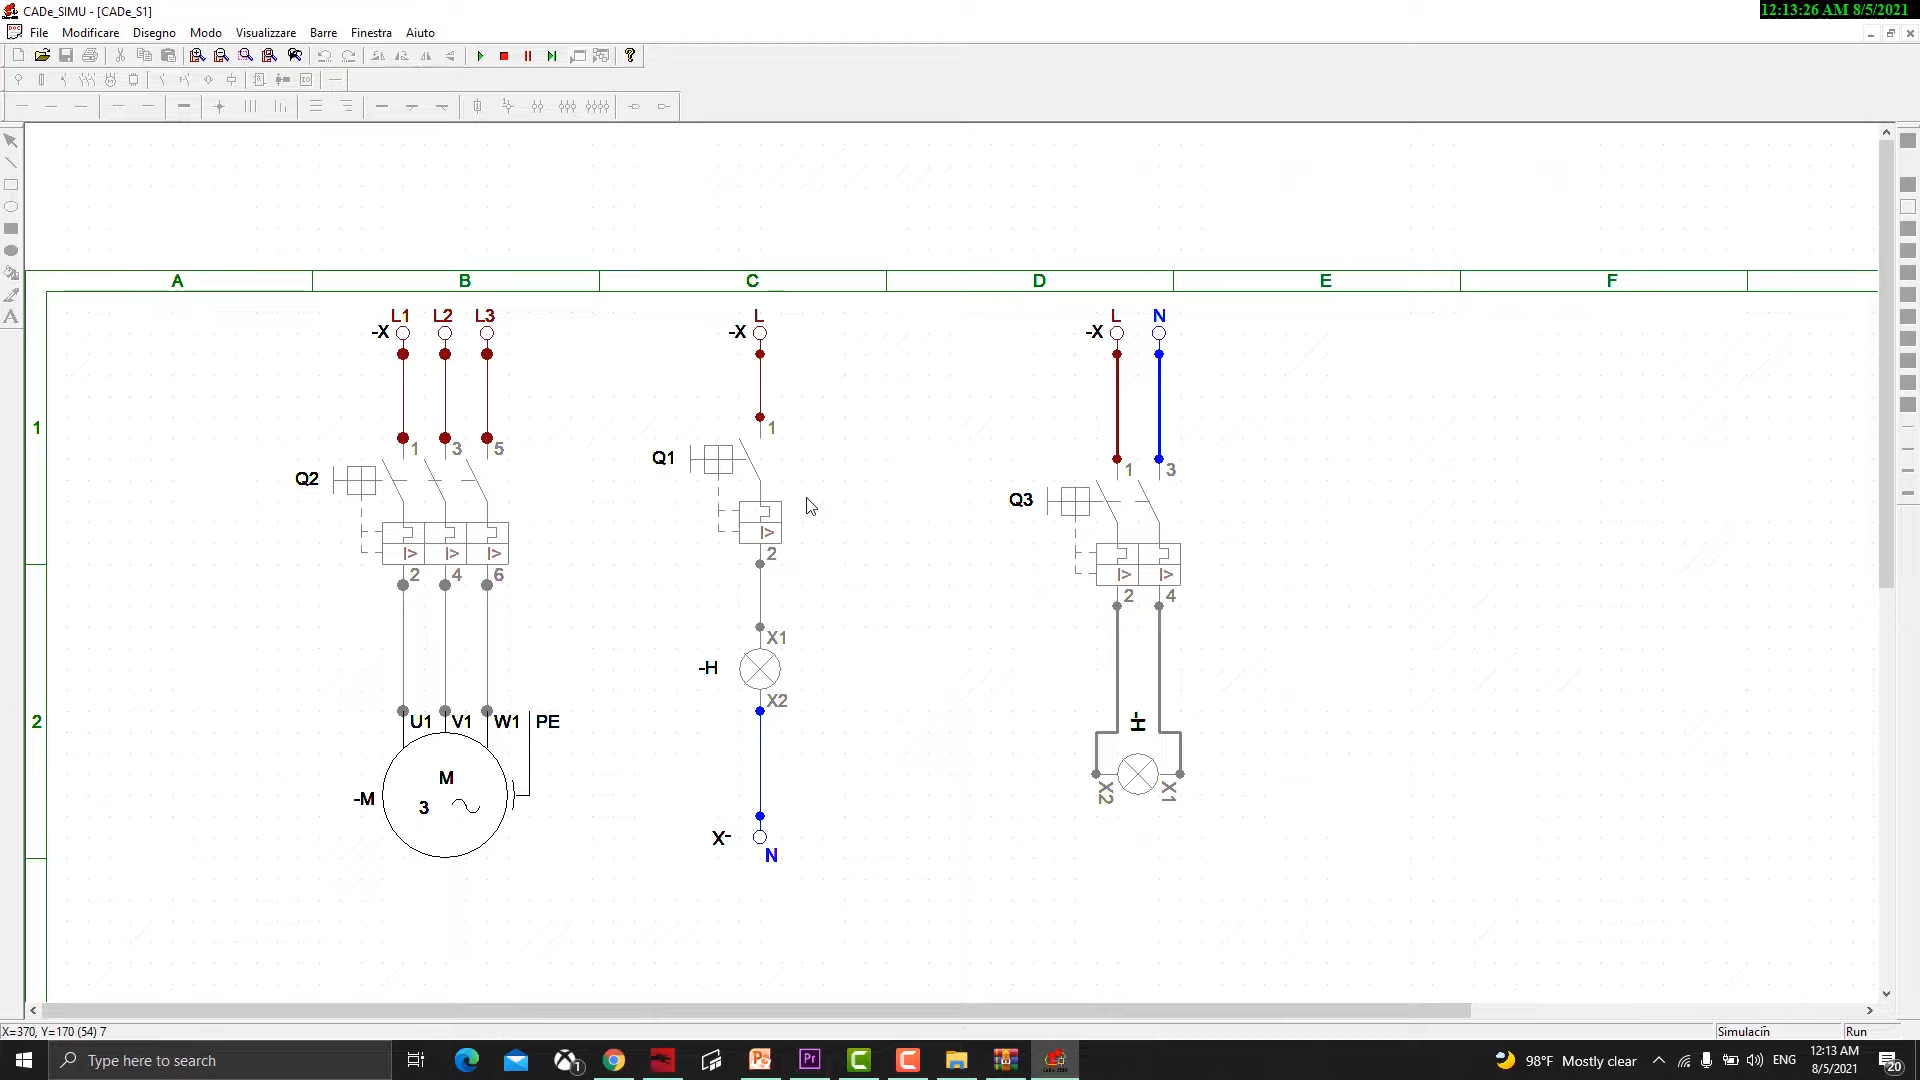 12:13:26 AM 8/5/2021
CADe_SIMU - [CADe_S1]
File Modificare Disegno Modo Visualizzare Barre Finestra Aiuto
A B C D E F
L1 L2 L3 L L N
-X -X -X
1
1 3 5
1
1 3
Q2 Q1 Q3
I> I> I>
I>
I> I>
2 4 6
2
2 4
X1
-H
X2
2
U1 V1 W1 PE
-H
M
3
-M
X2 X1
X-
N
A
X=370, Y=170 (54) 7
Simulacin Run
Type here to search
98°F Mostly clear
ENG
12:13 AM
8/5/2021
20